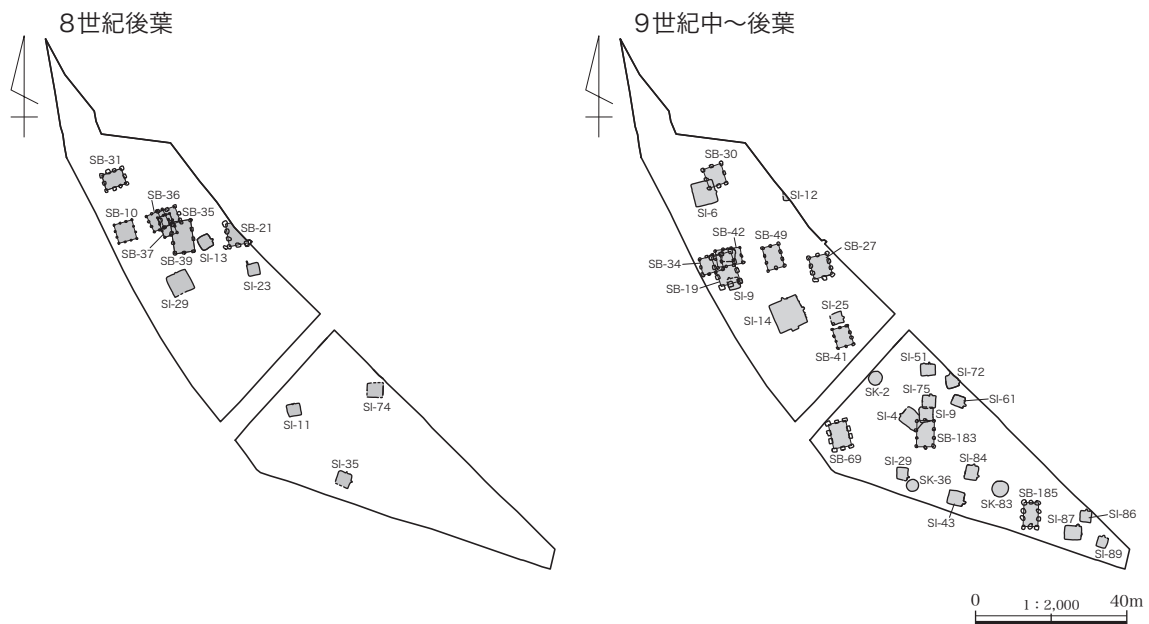 8世紀後葉
SB-31
SB-36
SB-10
SB-35
SB-21
SB-37
SB-39
SI-13
SI-23
SI-29
SI-74
SI-11
SI-35
9世紀中～後葉
SB-30
SI-12
SI-6
SB-42
SB-49
SB-27
SB-34
SB-19
SI-9
SI-14
SI-25
SB-41
SI-51
SI-72
SK-2
SI-75
SI-61
SI-4
SI-9
SB-183
SB-69
SI-29
SI-84
SK-36
SK-83
SB-185
SI-43
SI-87
SI-86
SI-89
0
1：2,000
40m